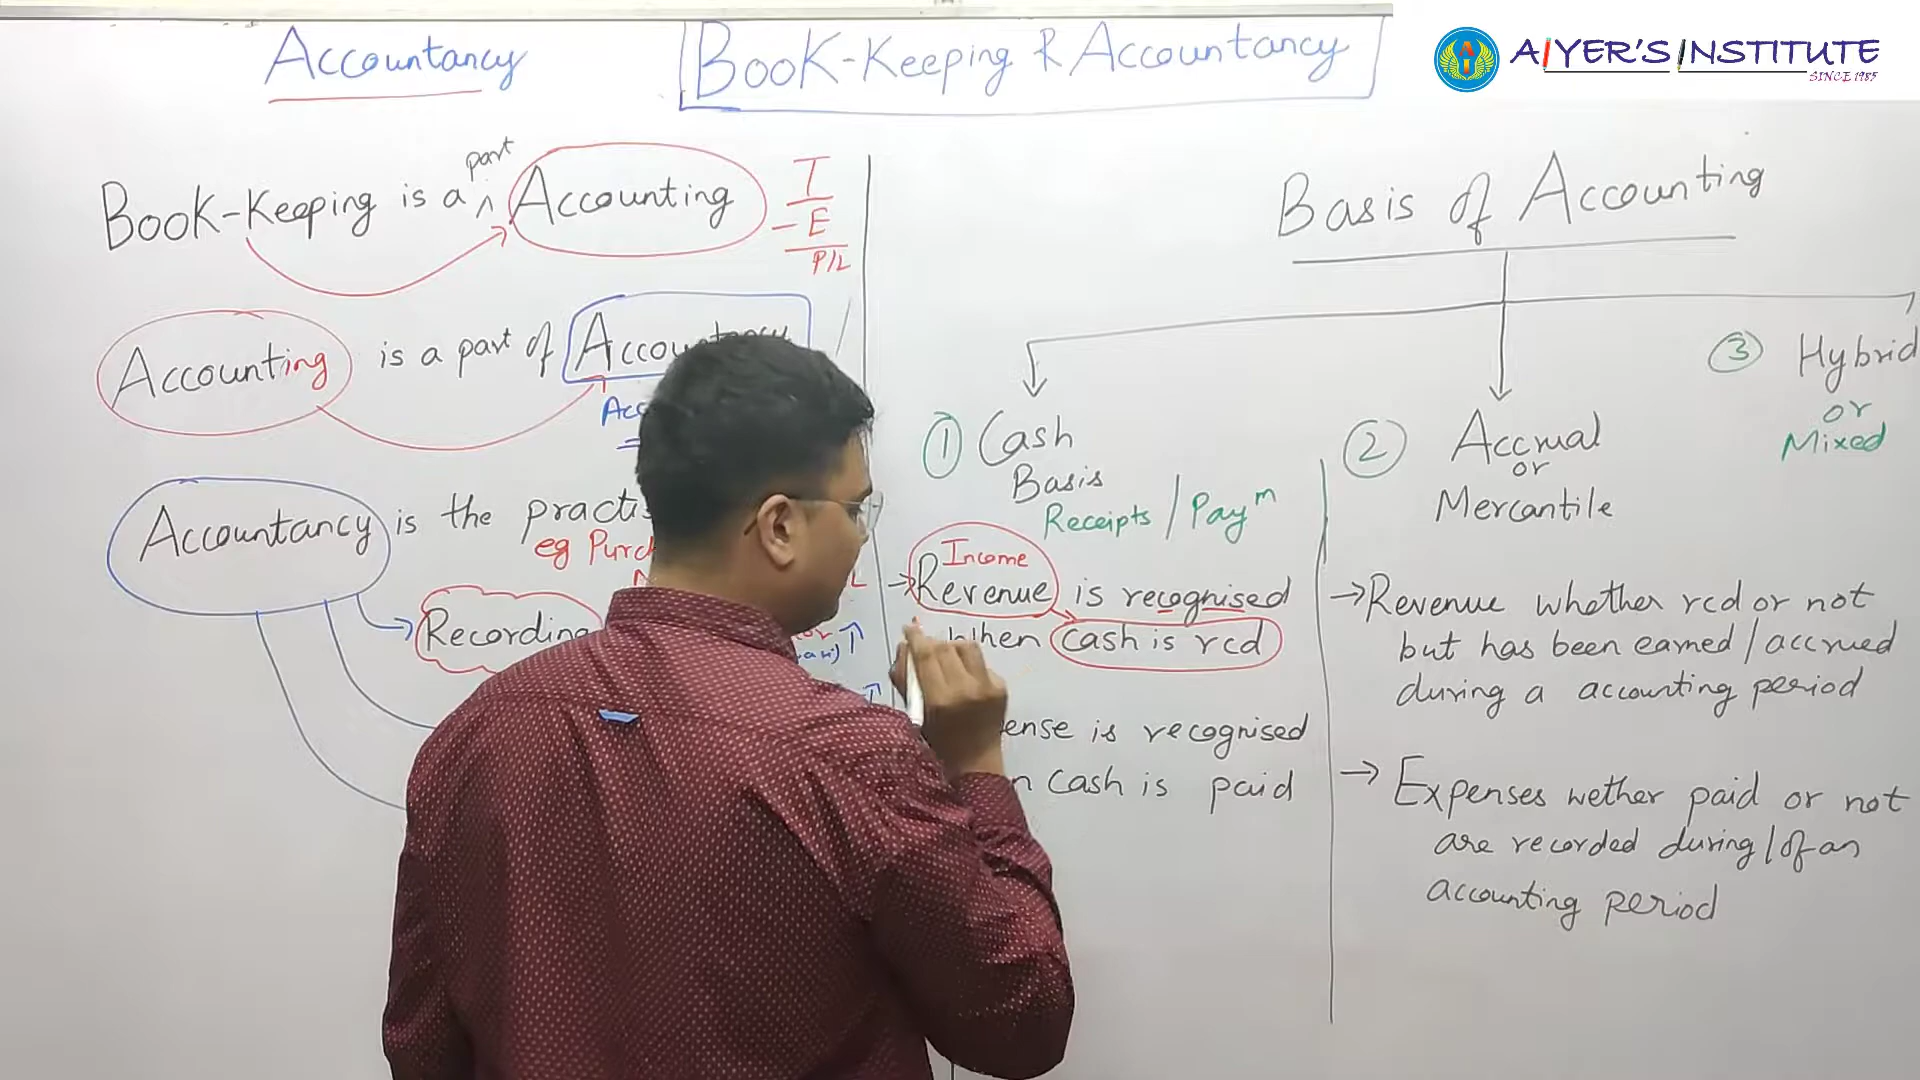 Accountancy
Book-Keeping & Accountancy
AIYER'S INSTITUTE
SINCE 1985
part
Book-Keeping is a ^ Accounting
T
- E
P/L
Accounting is a part of
Accountancy is the
eg
Recording
Basis of Accounting
① Cash
Basis
Receipts / Paym
Income
→ Revenue is recognised
when cash is rcd
is recognised
cash is paid
② Accrual
or
Mercantile
→ Revenue whether rcd or not
but has been earned / accrued
during a accounting period
→ Expenses wether paid or not
are recorded during / of an
accounting period
③ Hybrid
or
Mixed